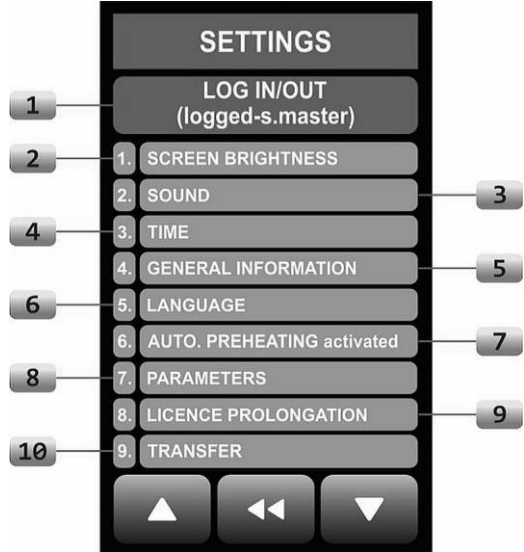 SETTINGS
LOG IN/OUT
(logged-s.master)
1
2
1. SCREEN BRIGHTNESS
2. SOUND
3
4
3. TIME
4. GENERAL INFORMATION
5
6
5. LANGUAGE
6. AUTO. PREHEATING activated
7
8
7. PARAMETERS
8. LICENCE PROLONGATION
9
10
9. TRANSFER